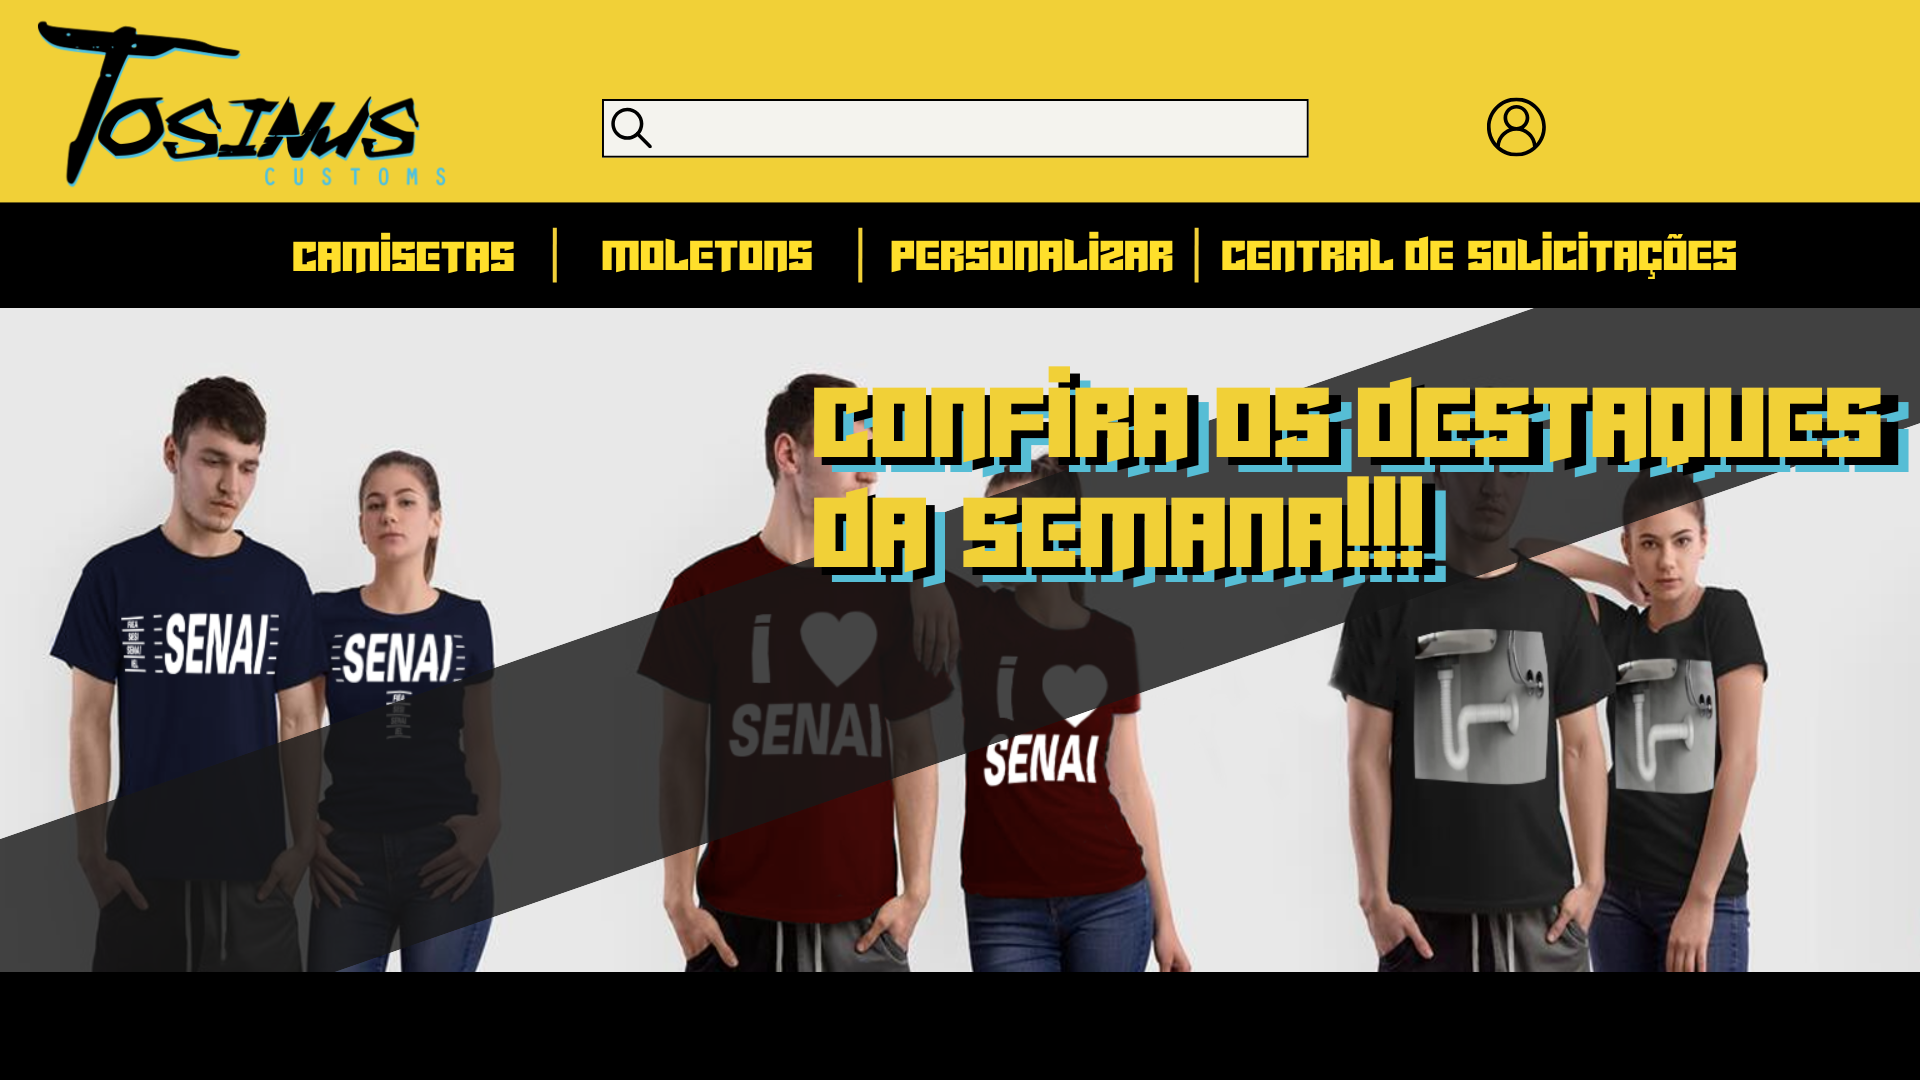 TOSINUS
CUSTOMS
CAMISETAS | MOLETONS | PERSONALIZAR | CENTRAL DE SOLICITAÇÕES
CONFIRA OS DESTAQUES
DA SEMANA!!!
SENAI
SENAI
i ♥
SENAI
i ♥
SENAI